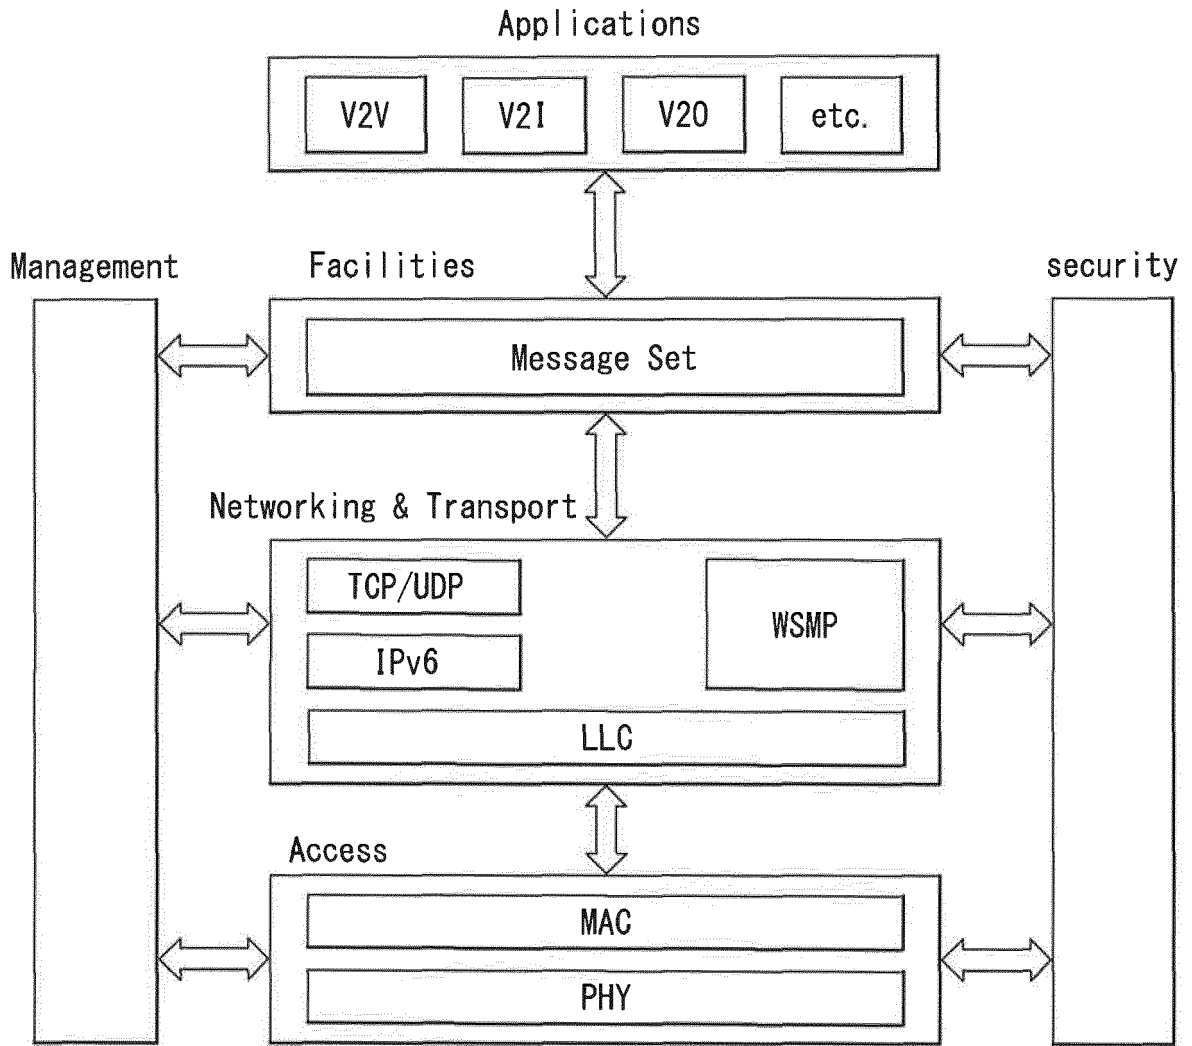 Applications
V2V V2I V2O etc.
Management Facilities security
Message Set
Networking & Transport
TCP/UDP
WSMP
IPv6
LLC
Access
MAC
PHY